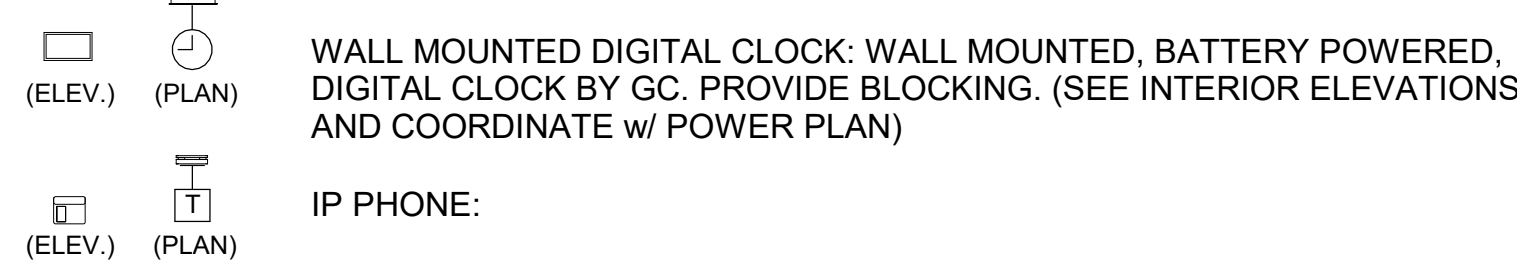 WALL MOUNTED DIGITAL CLOCK: WALL MOUNTED, BATTERY POWERED,
(ELEV.) (PLAN) DIGITAL CLOCK BY GC. PROVIDE BLOCKING. (SEE INTERIOR ELEVATIONS
AND COORDINATE w/ POWER PLAN)
T IP PHONE:
(ELEV.) (PLAN)